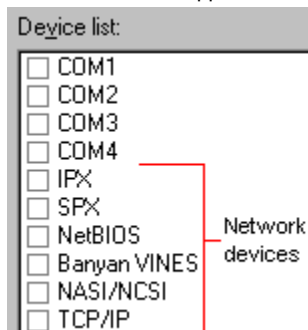 Device list:
COM1
COM2
COM3
COM4
IPX
SPX
NetBIOS
Banyan VINES
NASI/NCSI
TCP/IP
Network
devices